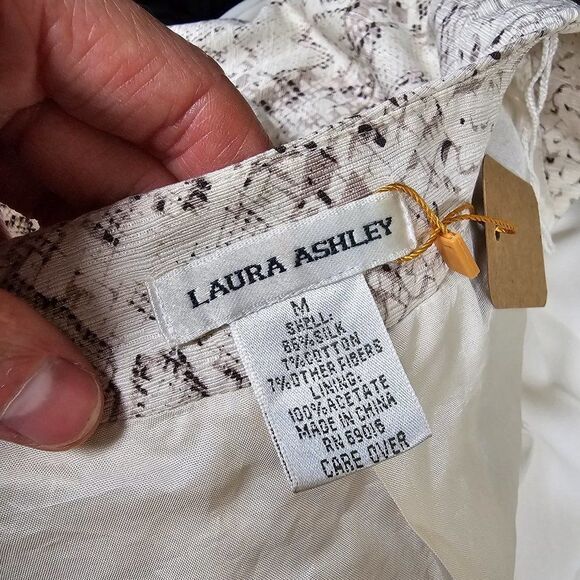 LAURA ASHLEY
M
SHELL:
86% SILK
7% COTTON
7% OTHER FIBERS
LINING:
100% ACETATE
MADE IN CHINA
RN 69016
CARE OVER